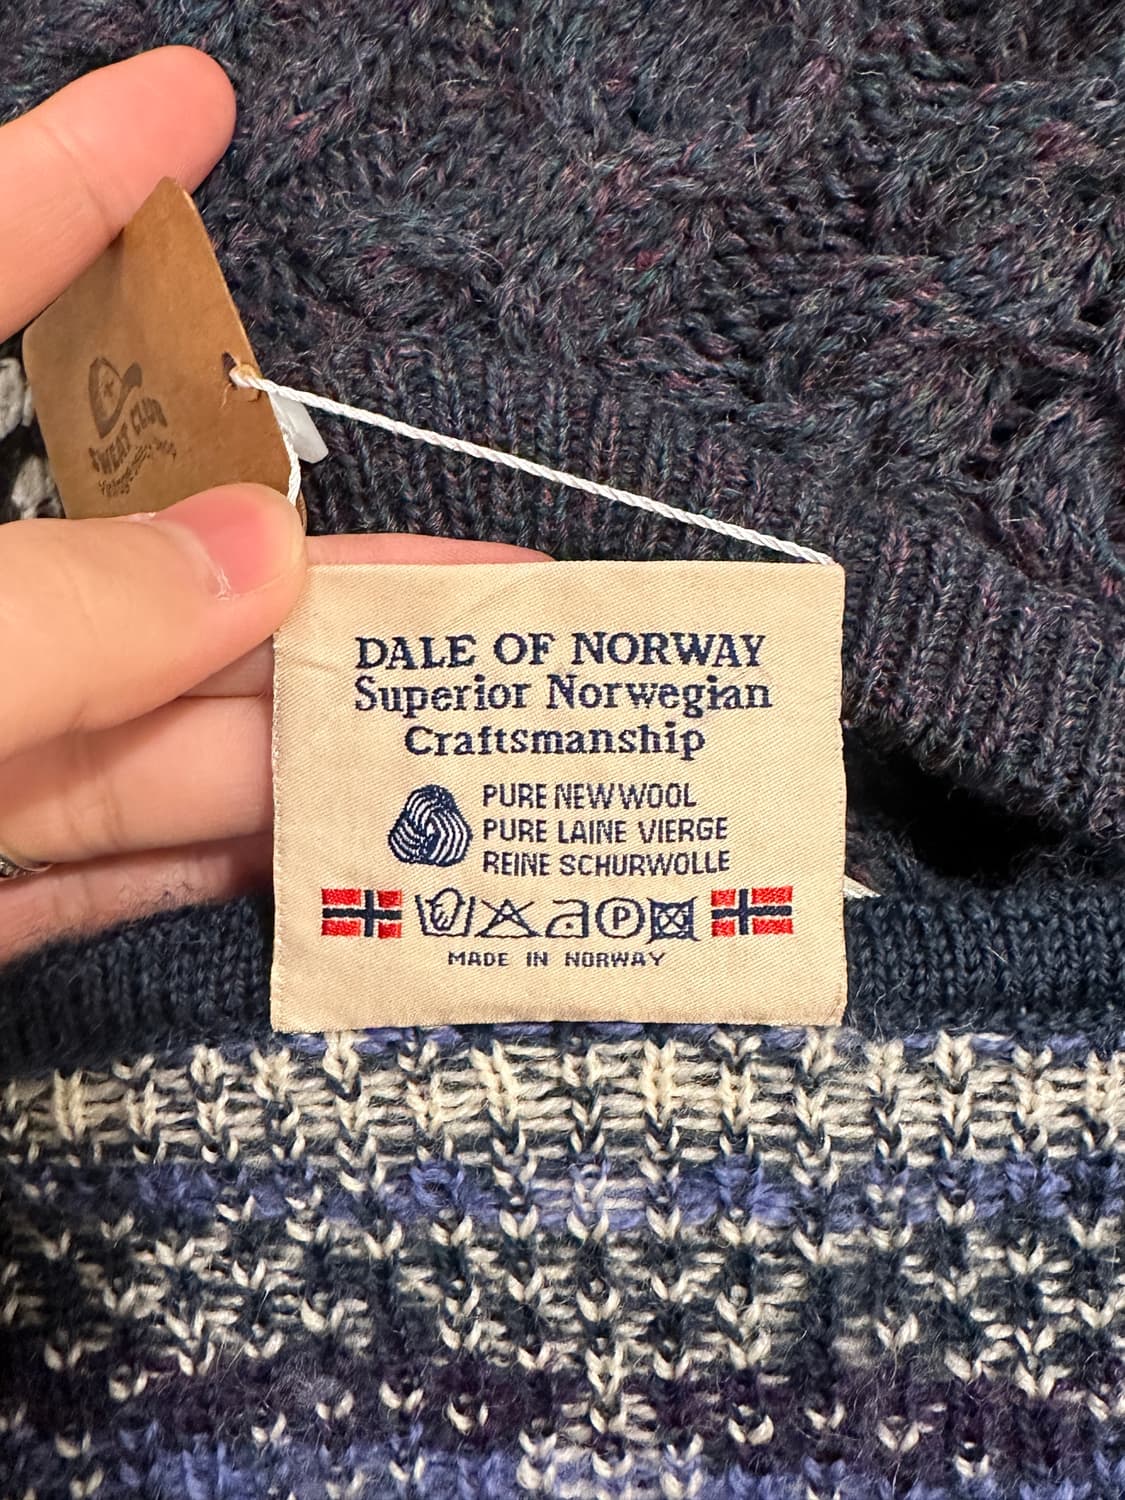 SWEAT CLUB
DALE OF NORWAY
Superior Norwegian
Craftsmanship
PURE NEW WOOL
PURE LAINE VIERGE
REINE SCHURWOLLE
P
MADE IN NORWAY